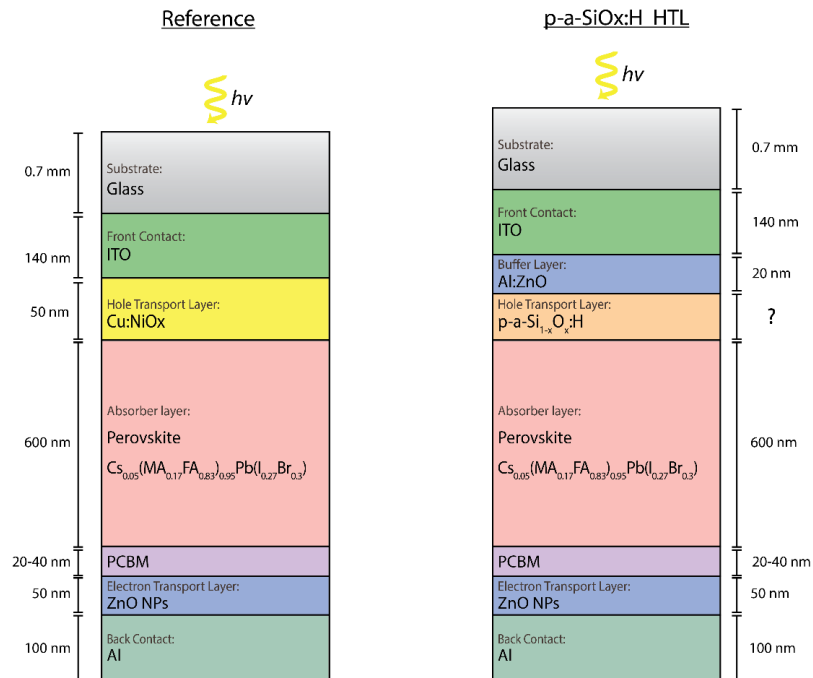 Reference
hv
0.7 mm
Substrate:
Glass
140 nm
Front Contact:
ITO
50 nm
Hole Transport Layer:
Cu:NiOx
600 nm
Absorber layer:
Perovskite
Cs0.05(MA0.17FA0.83)0.95Pb(I0.27Br0.3)
20-40 nm
PCBM
50 nm
Electron Transport Layer:
ZnO NPs
100 nm
Back Contact:
Al
p-a-SiOx:H HTL
hv
Substrate:
Glass
0.7 mm
Front Contact:
ITO
140 nm
Buffer Layer:
Al:ZnO
20 nm
Hole Transport Layer:
p-a-Si1-xOx:H
?
Absorber layer:
Perovskite
Cs0.05(MA0.17FA0.83)0.95Pb(I0.27Br0.3)
600 nm
PCBM
20-40 nm
Electron Transport Layer:
ZnO NPs
50 nm
Back Contact:
Al
100 nm